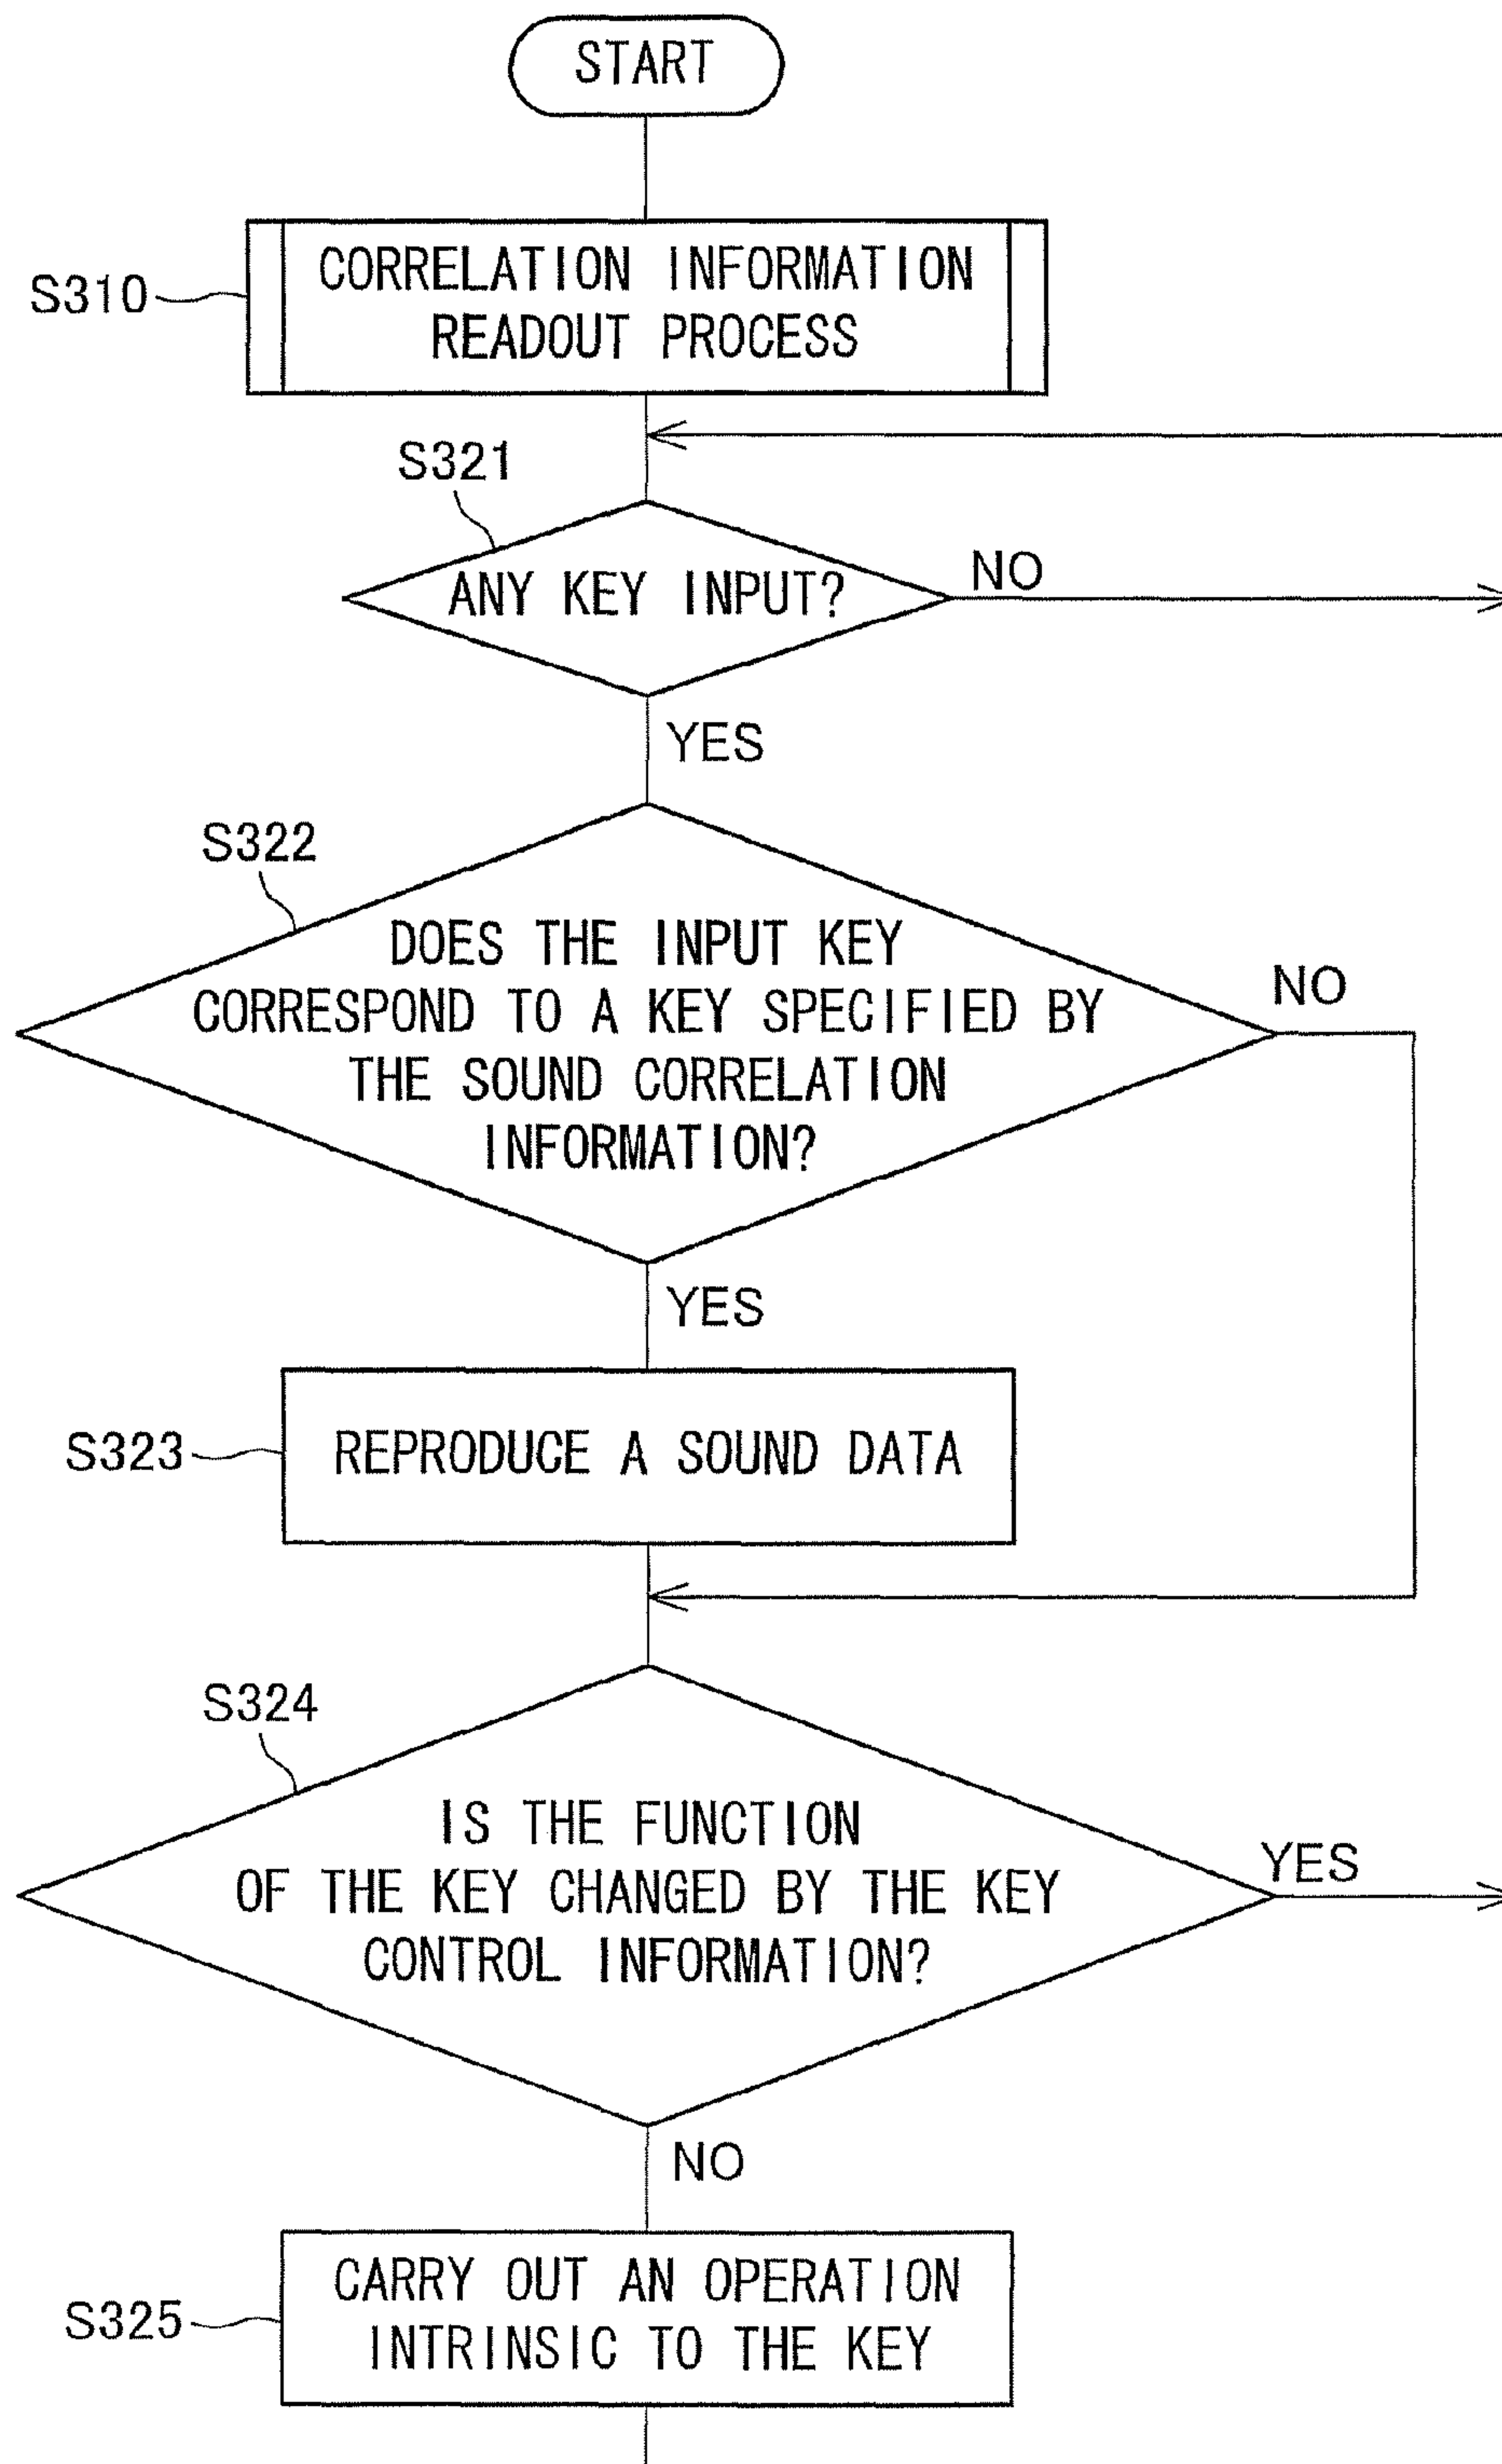 START
S310
CORRELATION INFORMATION
READOUT PROCESS
S321
ANY KEY INPUT?
NO
YES
S322
DOES THE INPUT KEY
CORRESPOND TO A KEY SPECIFIED BY
THE SOUND CORRELATION
INFORMATION?
NO
YES
S323
REPRODUCE A SOUND DATA
S324
IS THE FUNCTION
OF THE KEY CHANGED BY THE KEY
CONTROL INFORMATION?
YES
NO
S325
CARRY OUT AN OPERATION
INTRINSIC TO THE KEY